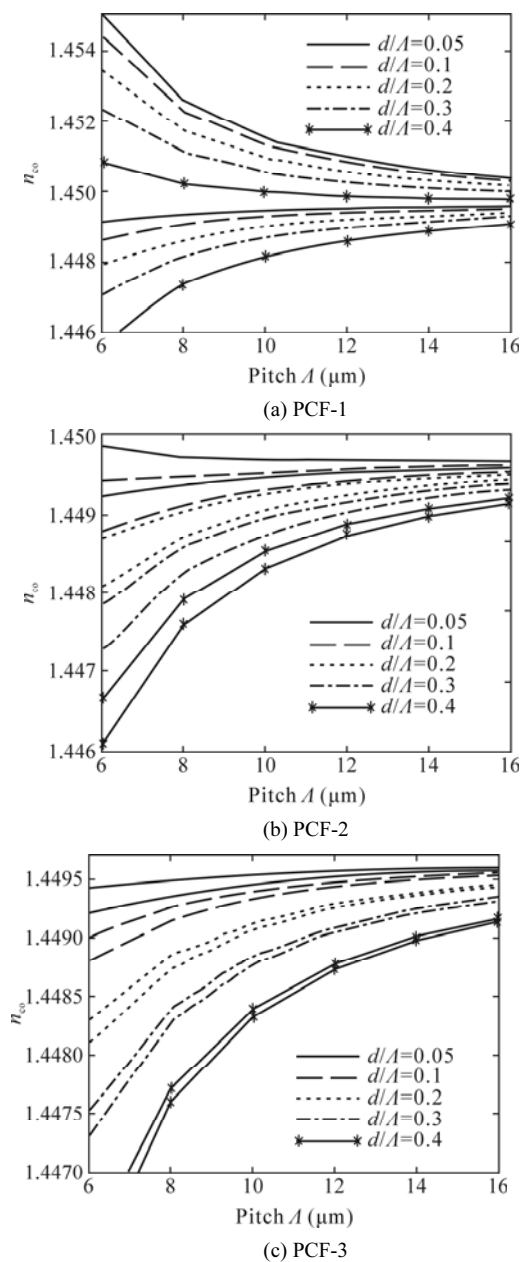 1.454
1.452
1.450
1.448
1.446
n_co
d/Λ=0.05
d/Λ=0.1
d/Λ=0.2
d/Λ=0.3
d/Λ=0.4
6 8 10 12 14 16
Pitch Λ (μm)
(a) PCF-1
1.450
1.449
1.448
1.447
1.446
n_co
d/Λ=0.05
d/Λ=0.1
d/Λ=0.2
d/Λ=0.3
d/Λ=0.4
6 8 10 12 14 16
Pitch Λ (μm)
(b) PCF-2
1.4495
1.4490
1.4485
1.4480
1.4475
1.4470
n_co
d/Λ=0.05
d/Λ=0.1
d/Λ=0.2
d/Λ=0.3
d/Λ=0.4
6 8 10 12 14 16
Pitch Λ (μm)
(c) PCF-3